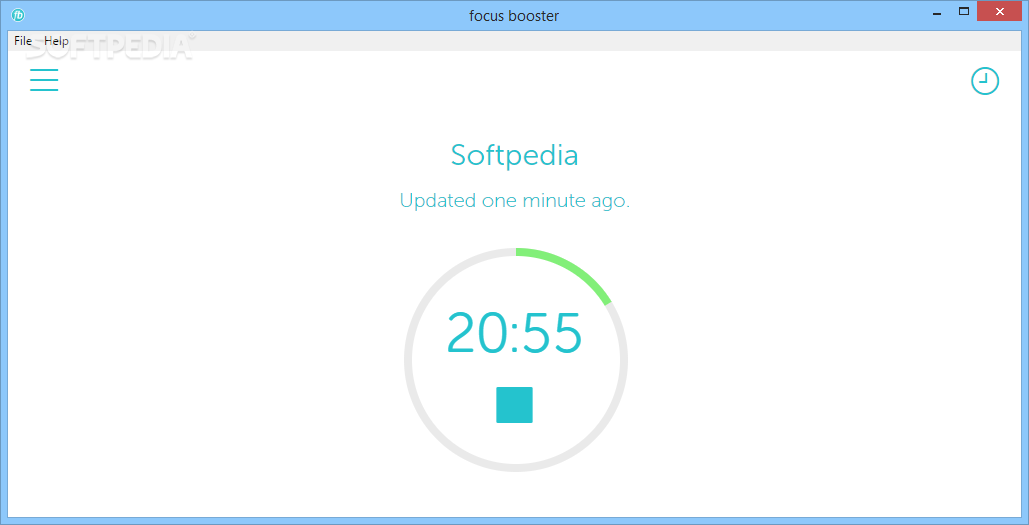 fb focus booster
File Help
SOFTPEDIA®
Softpedia
Updated one minute ago.
20:55